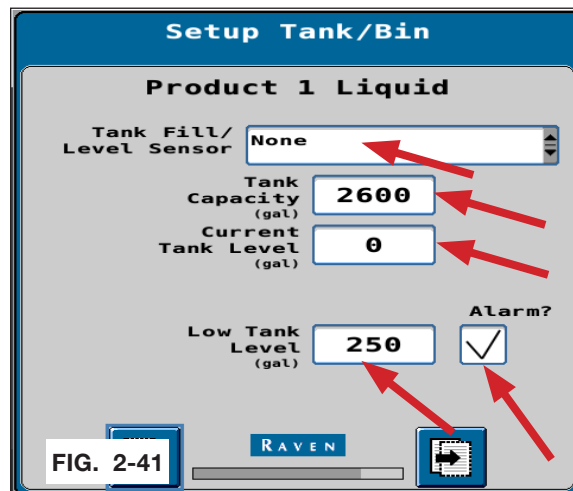 Setup Tank/Bin
Product 1 Liquid
Tank Fill/
Level Sensor
None
Tank
Capacity
(gal)
2600
Current
Tank Level
(gal)
0
Alarm?
Low Tank
Level
(gal)
250
FIG. 2-41
RAVEN